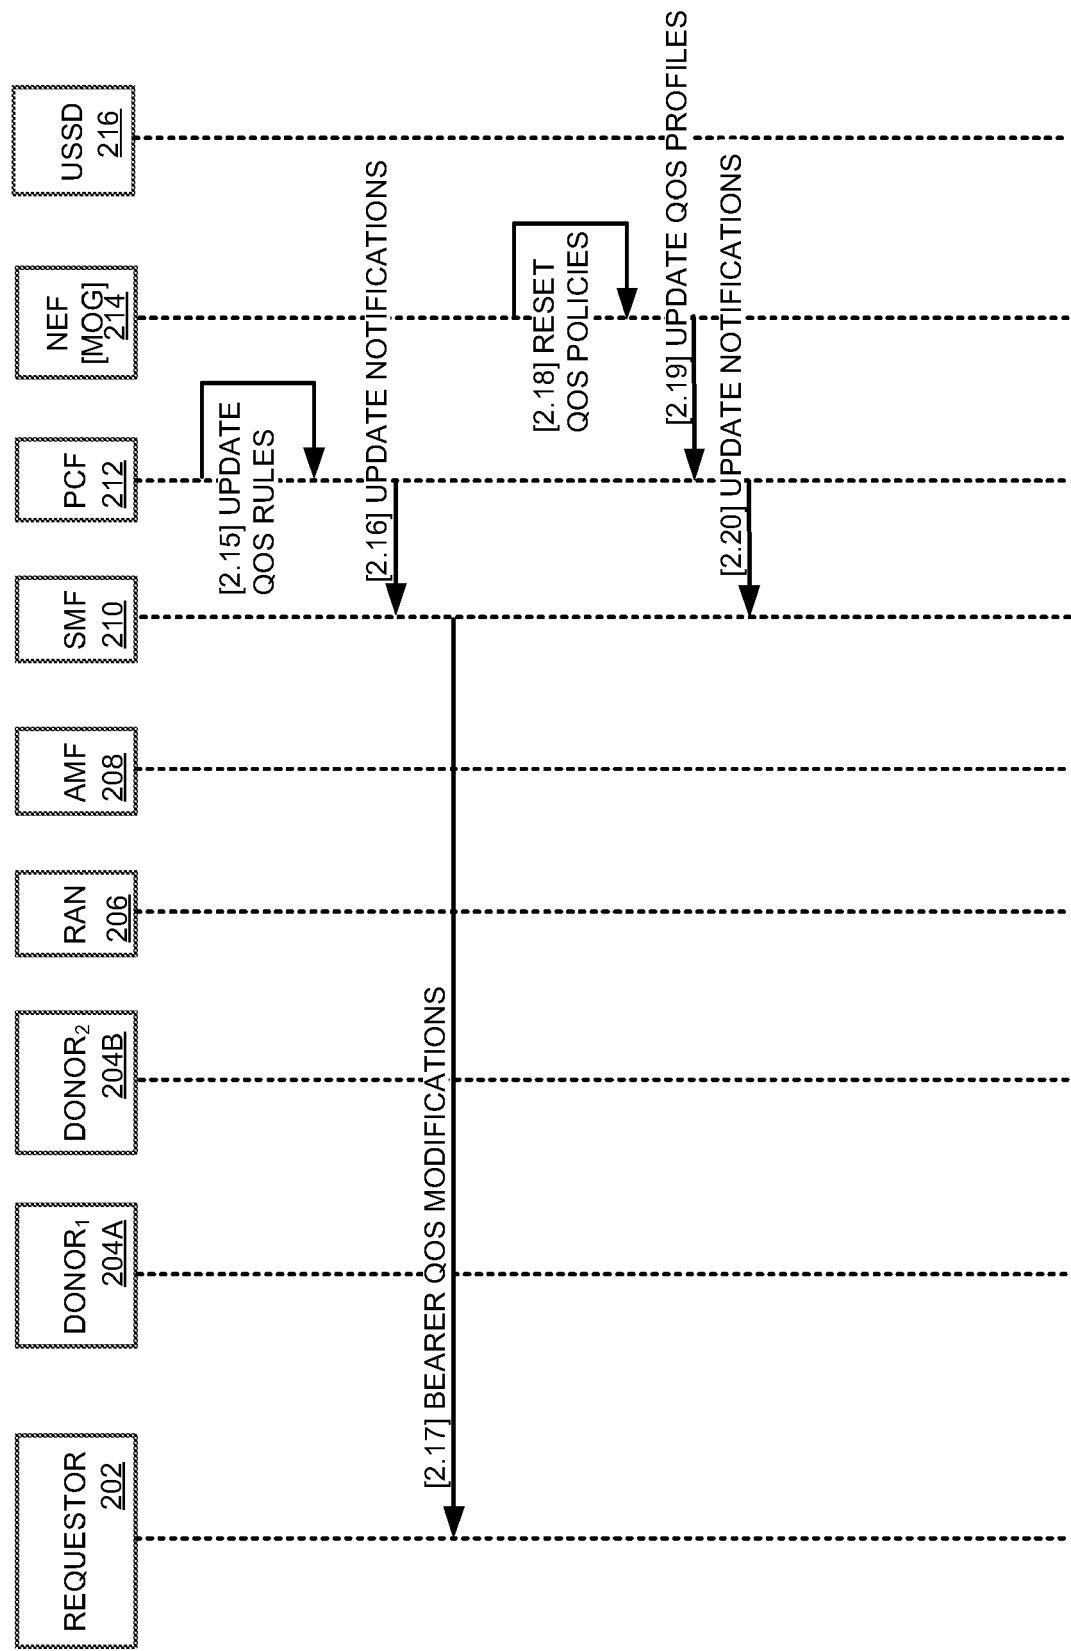 REQUESTOR
202
DONOR₁
204A
DONOR₂
204B
RAN
206
AMF
208
SMF
210
PCF
212
NEF
[MOG]
214
USSD
216
[2.15] UPDATE
QOS RULES
[2.16] UPDATE NOTIFICATIONS
[2.17] BEARER QOS MODIFICATIONS
[2.18] RESET
QOS POLICIES
[2.19] UPDATE QOS PROFILES
[2.20] UPDATE NOTIFICATIONS